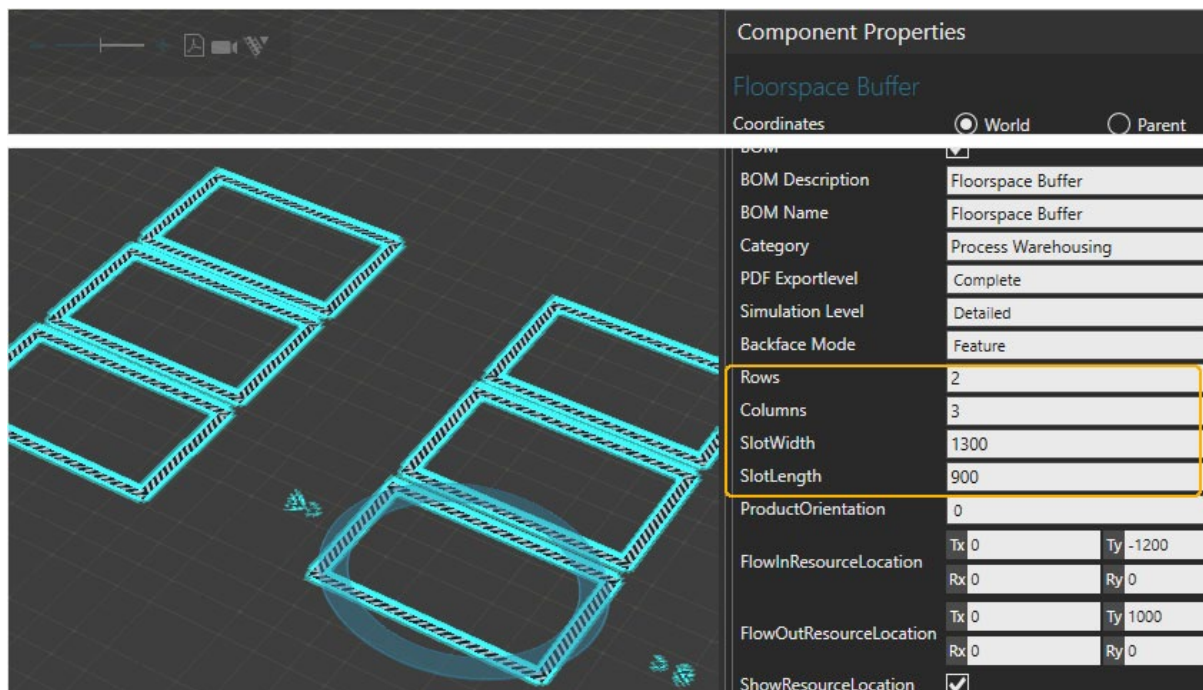 Component Properties
Floorspace Buffer
Coordinates World Parent
BOM
BOM Description Floorspace Buffer
BOM Name Floorspace Buffer
Category Process Warehousing
PDF Exportlevel Complete
Simulation Level Detailed
Backface Mode Feature
Rows 2
Columns 3
SlotWidth 1300
SlotLength 900
ProductOrientation 0
FlowInResourceLocation Tx 0 Ty -1200
Rx 0 Ry 0
FlowOutResourceLocation Tx 0 Ty 1000
Rx 0 Ry 0
ShowResourceLocation